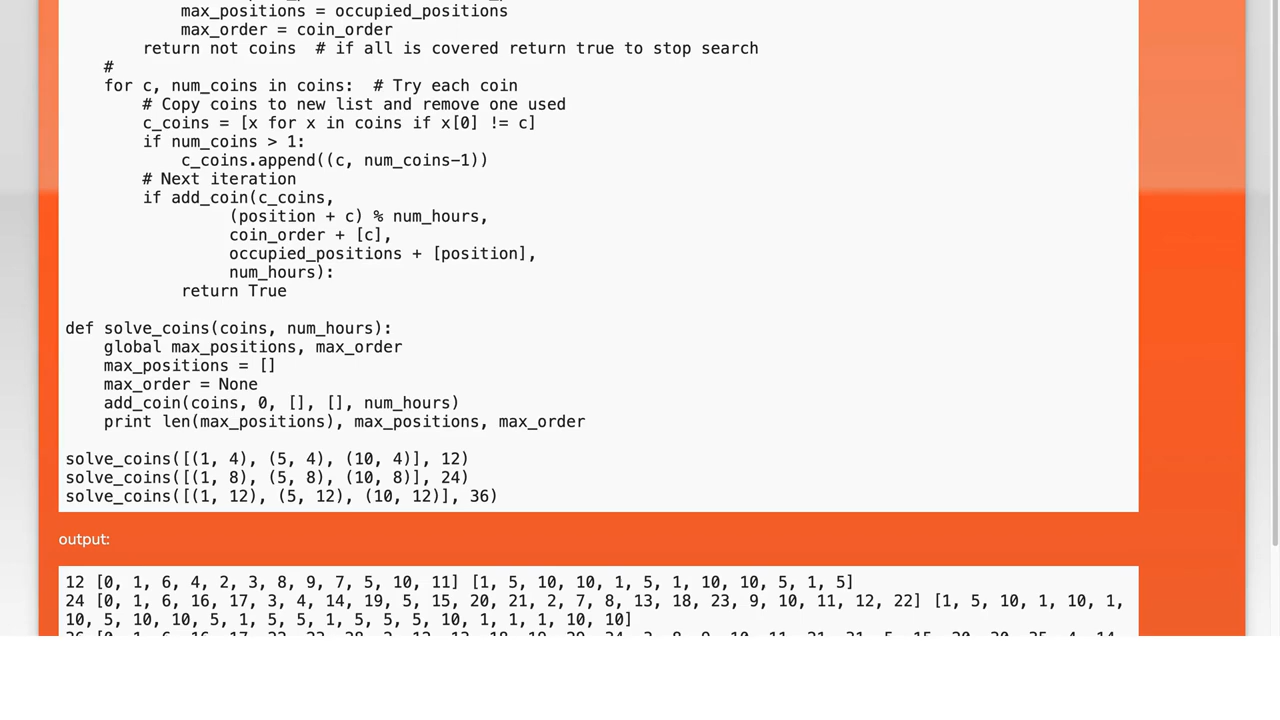 max_positions = occupied_positions
max_order = coin_order
return not coins  # if all is covered return true to stop search
#
for c, num_coins in coins:  # Try each coin
# Copy coins to new list and remove one used
c_coins = [x for x in coins if x[0] != c]
if num_coins > 1:
c_coins.append((c, num_coins-1))
# Next iteration
if add_coin(c_coins,
(position + c) % num_hours,
coin_order + [c],
occupied_positions + [position],
num_hours):
return True
def solve_coins(coins, num_hours):
global max_positions, max_order
max_positions = []
max_order = None
add_coin(coins, 0, [], [], num_hours)
print len(max_positions), max_positions, max_order
solve_coins([(1, 4), (5, 4), (10, 4)], 12)
solve_coins([(1, 8), (5, 8), (10, 8)], 24)
solve_coins([(1, 12), (5, 12), (10, 12)], 36)
output:
12 [0, 1, 6, 4, 2, 3, 8, 9, 7, 5, 10, 11] [1, 5, 10, 10, 1, 5, 1, 10, 10, 5, 1, 5]
24 [0, 1, 6, 16, 17, 3, 4, 14, 19, 5, 15, 20, 21, 2, 7, 8, 13, 18, 23, 9, 10, 11, 12, 22] [1, 5, 10, 1, 10, 1,
10, 5, 10, 10, 5, 1, 5, 5, 1, 5, 5, 5, 10, 1, 1, 1, 10, 10]